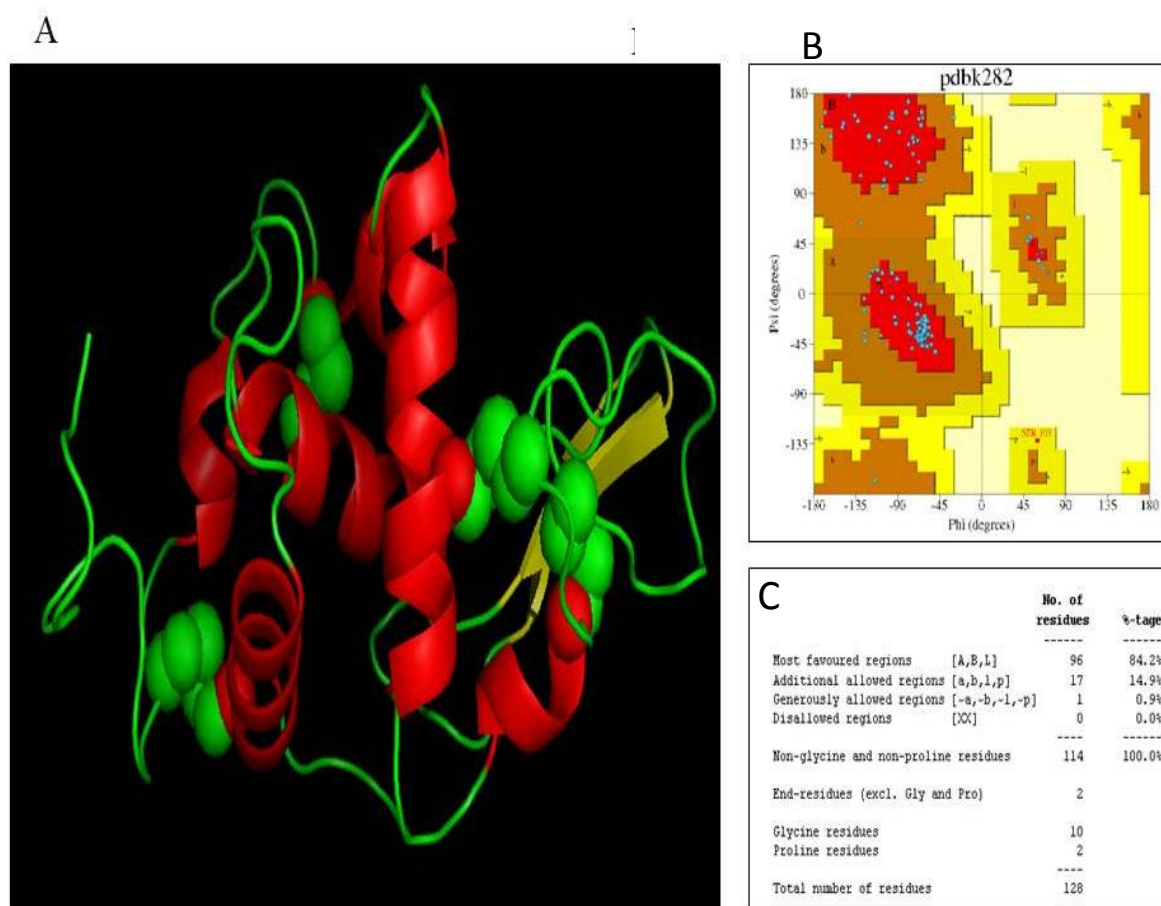 A
B
pdbk282
B
180
135
90
45
0
-45
-90
-135
-180 -135 -90 -45 0 45 90 135 180
Psi (degrees)
Phi (degrees)
b
~b
~l
l
a
~a
~p
p
b
~b
C
No. of
residues %-tage
------ ------
Most favoured regions [A,B,L] 96 84.2%
Additional allowed regions [a,b,l,p] 17 14.9%
Generously allowed regions [~a,~b,~l,~p] 1 0.9%
Disallowed regions [XX] 0 0.0%
---- ------
Non-glycine and non-proline residues 114 100.0%
End-residues (excl. Gly and Pro) 2
Glycine residues 10
Proline residues 2
----
Total number of residues 128